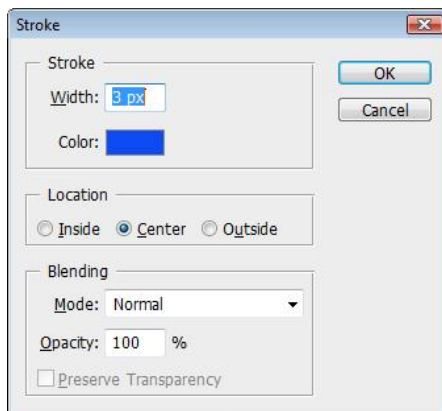 Stroke
Stroke
Width: 3 px
OK
Cancel
Color:
Location
Inside Center Outside
Blending
Mode: Normal
Opacity: 100 %
Preserve Transparency